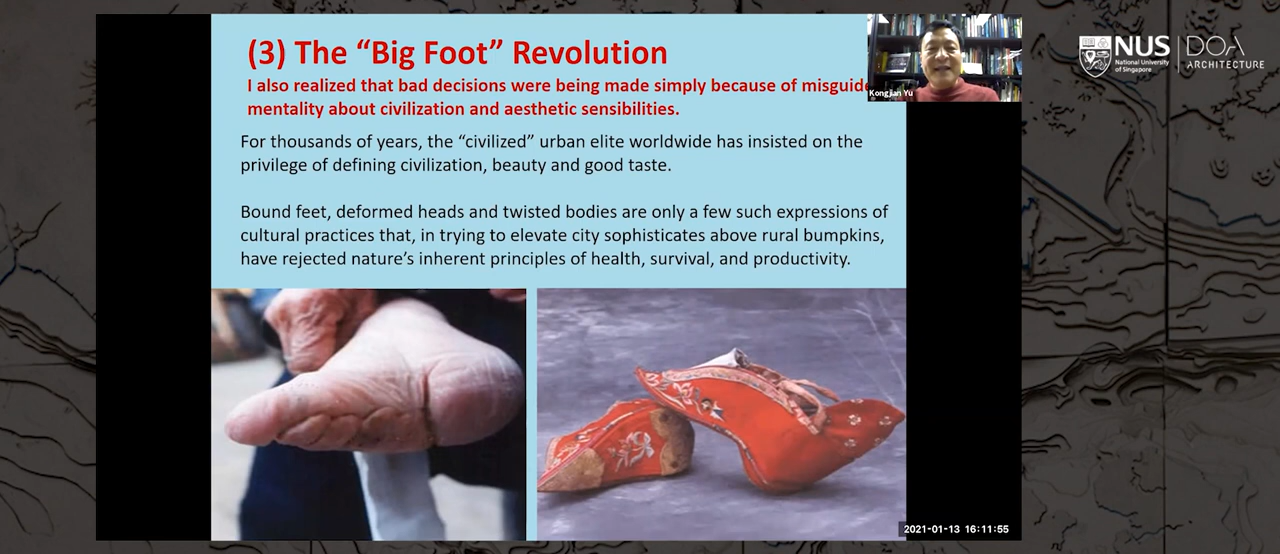 (3) The “Big Foot” Revolution
I also realized that bad decisions were being made simply because of
mentality about civilization and aesthetic sensibilities.
For thousands of years, the “civilized” urban elite worldwide has insisted on the
privilege of defining civilization, beauty and good taste.
Bound feet, deformed heads and twisted bodies are only a few such expressions of
cultural practices that, in trying to elevate city sophisticates above rural bumpkins,
have rejected nature’s inherent principles of health, survival, and productivity.
Kongjian Yu
NUS
National University
of Singapore
DOA
ARCHITECTURE
2021-01-13 16:11:55